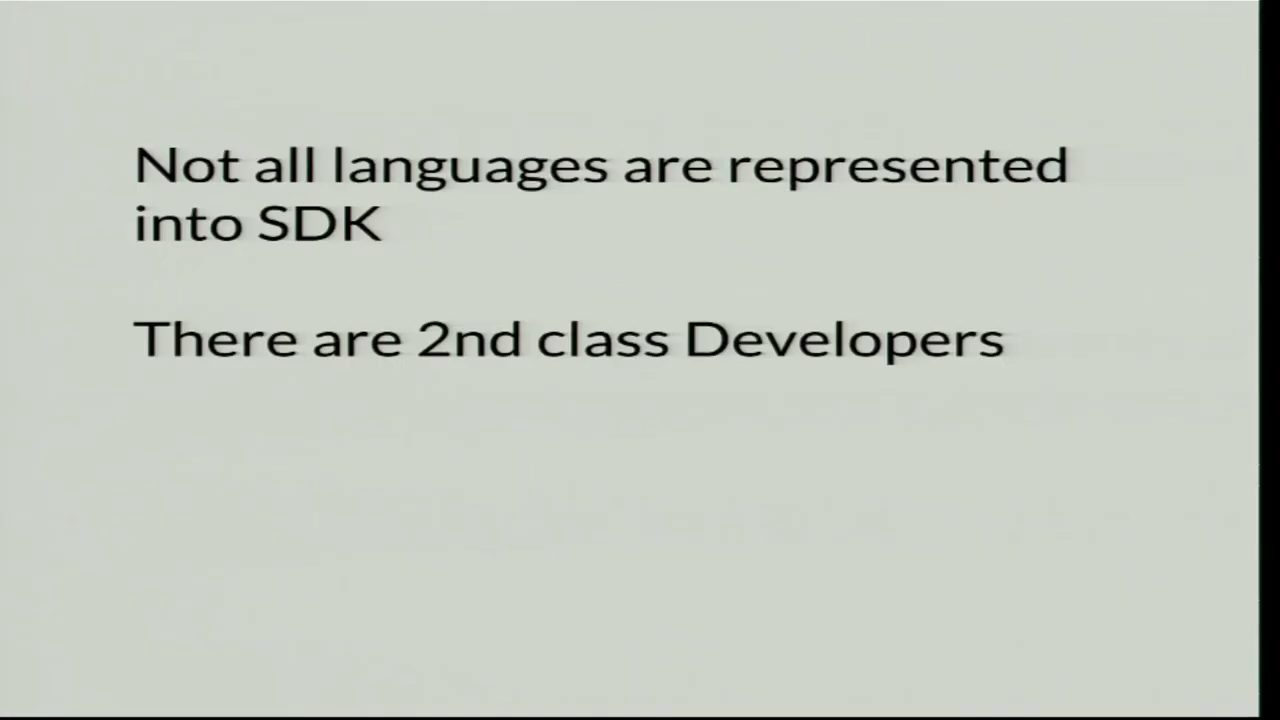 Not all languages are represented
into SDK
There are 2nd class Developers